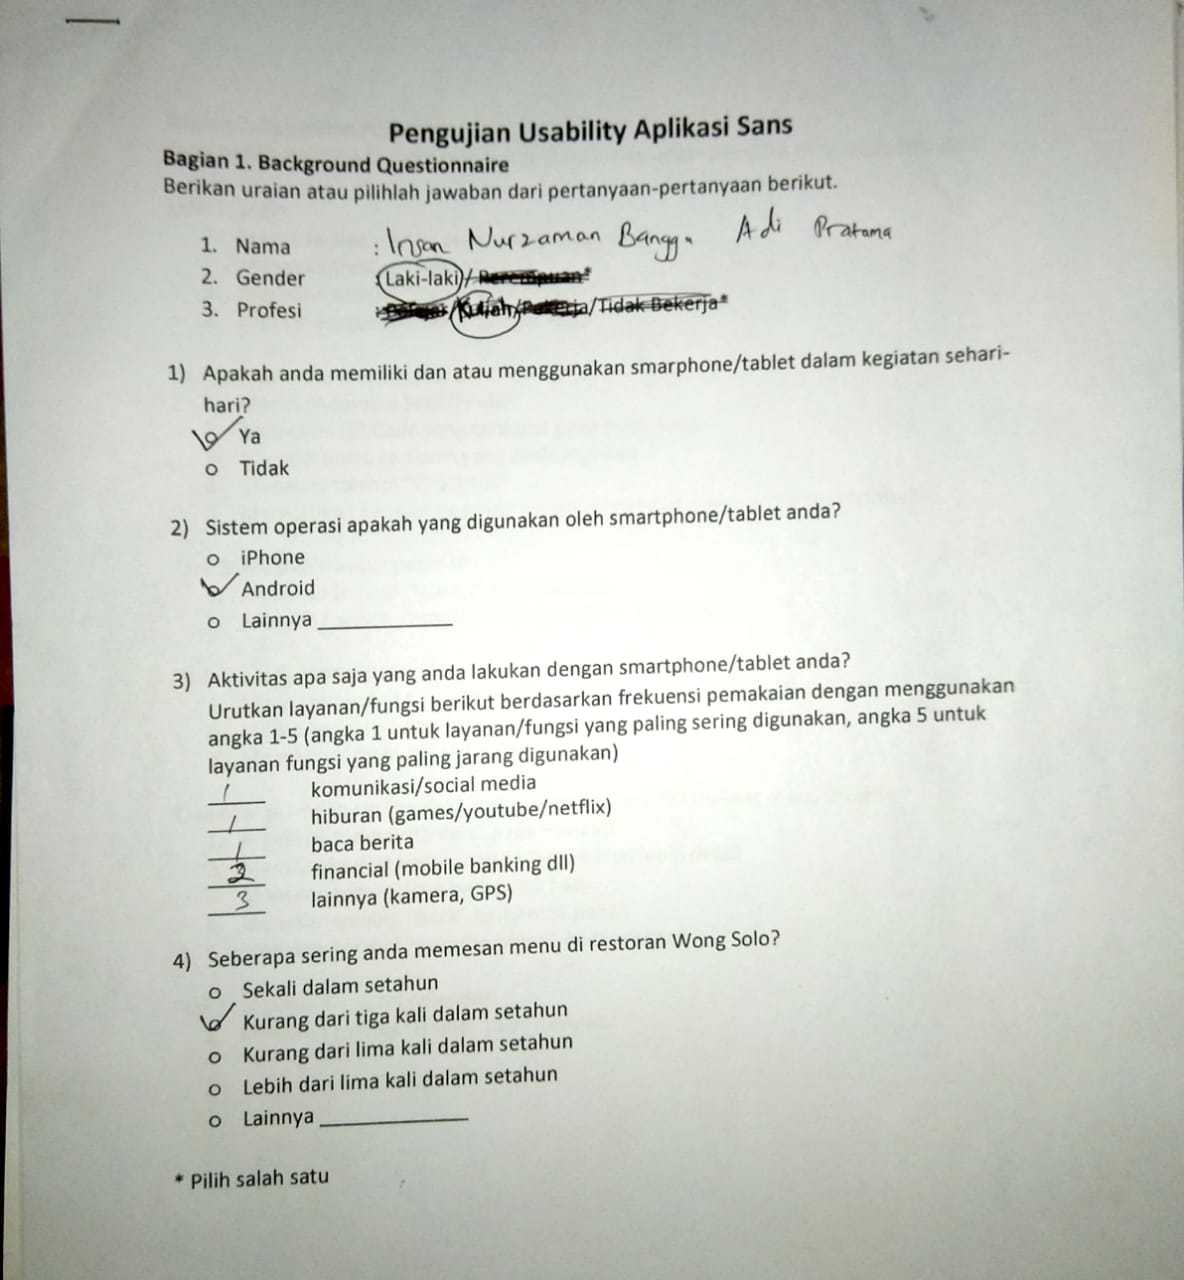 Pengujian Usability Aplikasi Sans
Bagian 1. Background Questionnaire
Berikan uraian atau pilihlah jawaban dari pertanyaan-pertanyaan berikut.
1. Nama : Insan Nurzaman Bangga Adi Pratama
2. Gender : Laki-laki / Perempuan*
3. Profesi : Pelajar/Kuliah/Pekerja/Tidak Bekerja*
1) Apakah anda memiliki dan atau menggunakan smarphone/tablet dalam kegiatan sehari-
hari?
Ya
o Tidak
2) Sistem operasi apakah yang digunakan oleh smartphone/tablet anda?
o iPhone
Android
o Lainnya ____________
3) Aktivitas apa saja yang anda lakukan dengan smartphone/tablet anda?
Urutkan layanan/fungsi berikut berdasarkan frekuensi pemakaian dengan menggunakan
angka 1-5 (angka 1 untuk layanan/fungsi yang paling sering digunakan, angka 5 untuk
layanan fungsi yang paling jarang digunakan)
1 komunikasi/social media
1 hiburan (games/youtube/netflix)
1 baca berita
2 financial (mobile banking dll)
3 lainnya (kamera, GPS)
4) Seberapa sering anda memesan menu di restoran Wong Solo?
o Sekali dalam setahun
Kurang dari tiga kali dalam setahun
o Kurang dari lima kali dalam setahun
o Lebih dari lima kali dalam setahun
o Lainnya ____________
* Pilih salah satu